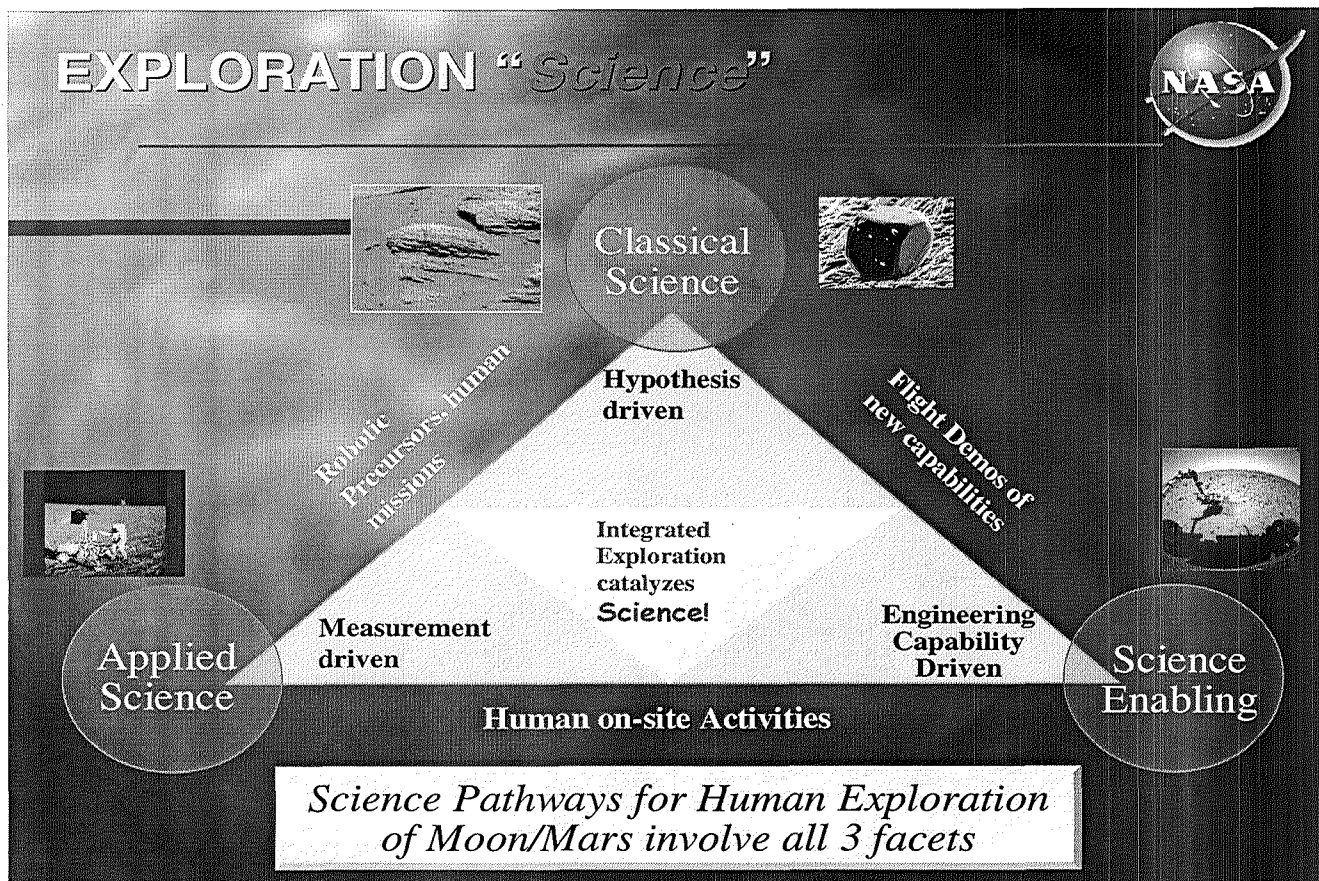 EXPLORATION "Science"
NASA
Classical
Science
Hypothesis
driven
Robotic
Precursors, human
missions
Flight Demos of
new capabilities
Integrated
Exploration
catalyzes
Science!
Measurement
driven
Engineering
Capability
Driven
Applied
Science
Science
Enabling
Human on-site Activities
Science Pathways for Human Exploration
of Moon/Mars involve all 3 facets